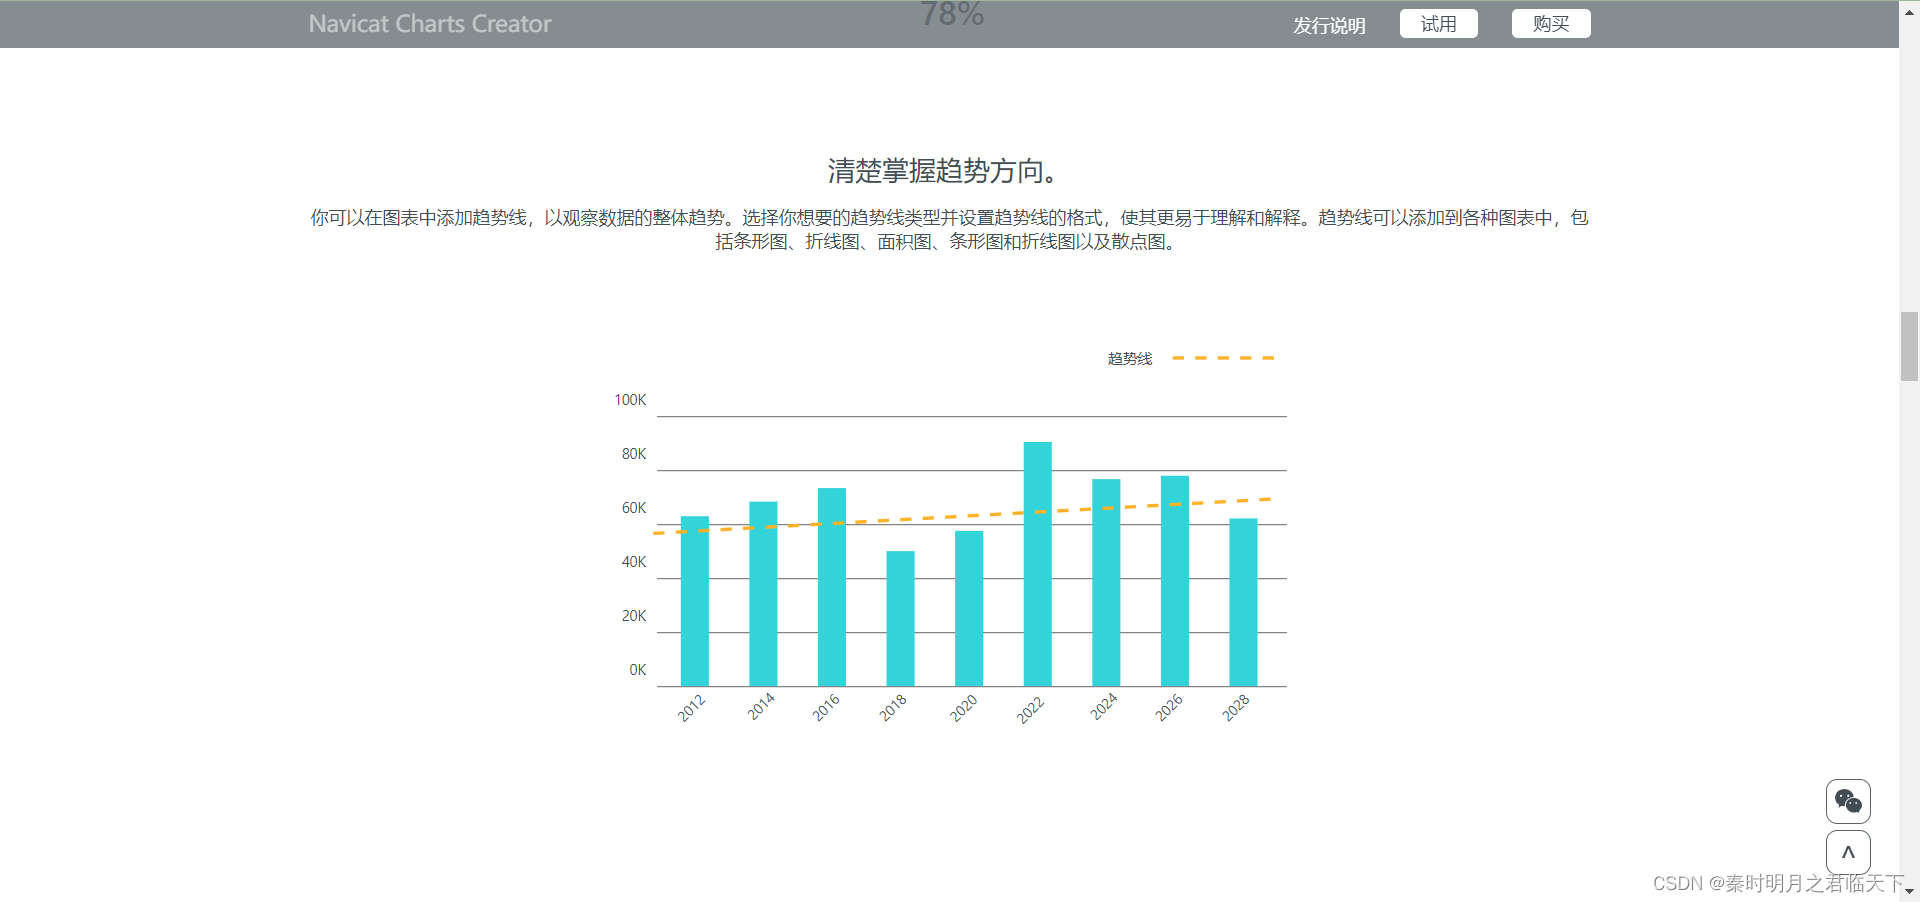 Navicat Charts Creator
78%
发行说明
试用
购买
清楚掌握趋势方向。
你可以在图表中添加趋势线，以观察数据的整体趋势。选择你想要的趋势线类型并设置趋势线的格式，使其更易于理解和解释。趋势线可以添加到各种图表中，包
括条形图、折线图、面积图、条形图和折线图以及散点图。
趋势线
100K
80K
60K
40K
20K
0K
2012
2014
2016
2018
2020
2022
2024
2026
2028
CSDN @秦时明月之君临天下